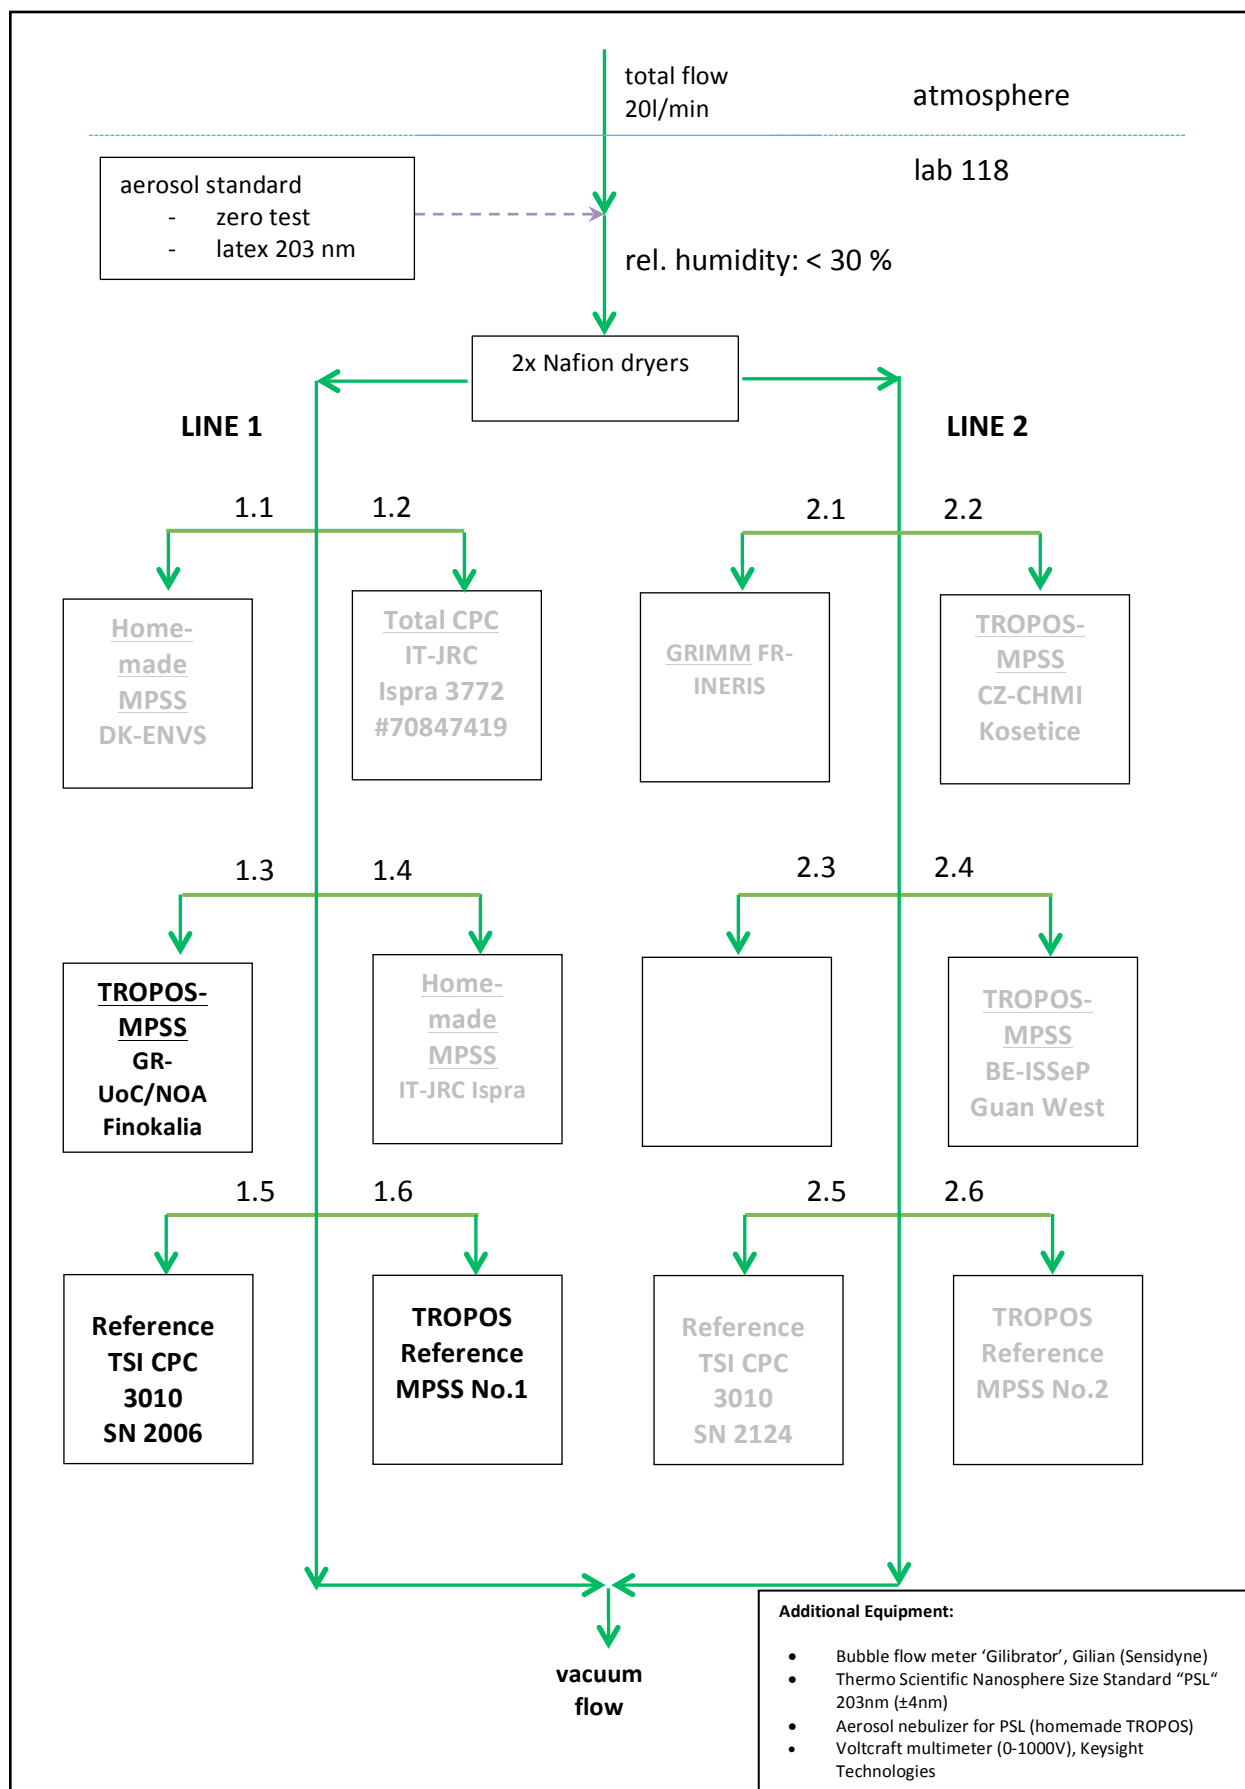 total flow
20l/min
atmosphere
lab 118
aerosol standard
- zero test
- latex 203 nm
rel. humidity: < 30 %
2x Nafion dryers
LINE 1
LINE 2
1.1
1.2
2.1
2.2
Home-
made
MPSS
DK-ENVS
Total CPC
IT-JRC
Ispra 3772
#70847419
GRIMM FR-
INERIS
TROPOS-
MPSS
CZ-CHMI
Kosetice
1.3
1.4
2.3
2.4
TROPOS-
MPSS
GR-
UoC/NOA
Finokalia
Home-
made
MPSS
IT-JRC Ispra
TROPOS-
MPSS
BE-ISSeP
Guan West
1.5
1.6
2.5
2.6
Reference
TSI CPC
3010
SN 2006
TROPOS
Reference
MPSS No.1
Reference
TSI CPC
3010
SN 2124
TROPOS
Reference
MPSS No.2
vacuum
flow
Additional Equipment:
• Bubble flow meter ‘Gilibrator’, Gilian (Sensidyne)
• Thermo Scientific Nanosphere Size Standard “PSL“
203nm (±4nm)
• Aerosol nebulizer for PSL (homemade TROPOS)
• Voltcraft multimeter (0-1000V), Keysight
Technologies